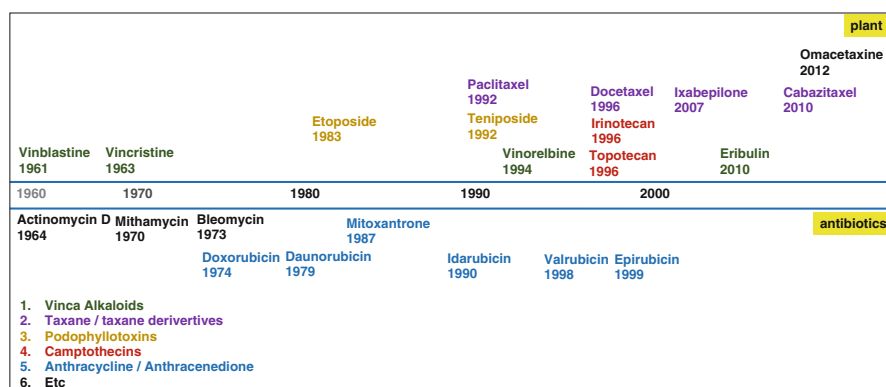 plant
Omacetaxine
2012
Paclitaxel
1992
Docetaxel
1996
Ixabepilone
2007
Cabazitaxel
2010
Etoposide
1983
Teniposide
1992
Irinotecan
1996
Vinblastine
1961
Vincristine
1963
Vinorelbine
1994
Topotecan
1996
Eribulin
2010
1960 1970 1980 1990 2000
Actinomycin D
1964
Mithamycin
1970
Bleomycin
1973
Mitoxantrone
1987
antibiotics
Doxorubicin
1974
Daunorubicin
1979
Idarubicin
1990
Valrubicin
1998
Epirubicin
1999
1. Vinca Alkaloids
2. Taxane / taxane derivertives
3. Podophyllotoxins
4. Camptothecins
5. Anthracycline / Anthracenedione
6. Etc